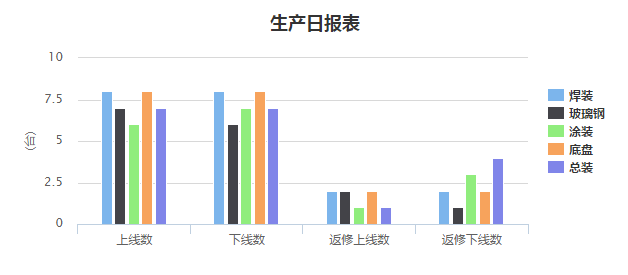 生产日报表
10
7.5
5
2.5
0
(台)
上线数
下线数
返修上线数
返修下线数
焊装
玻璃钢
涂装
底盘
总装